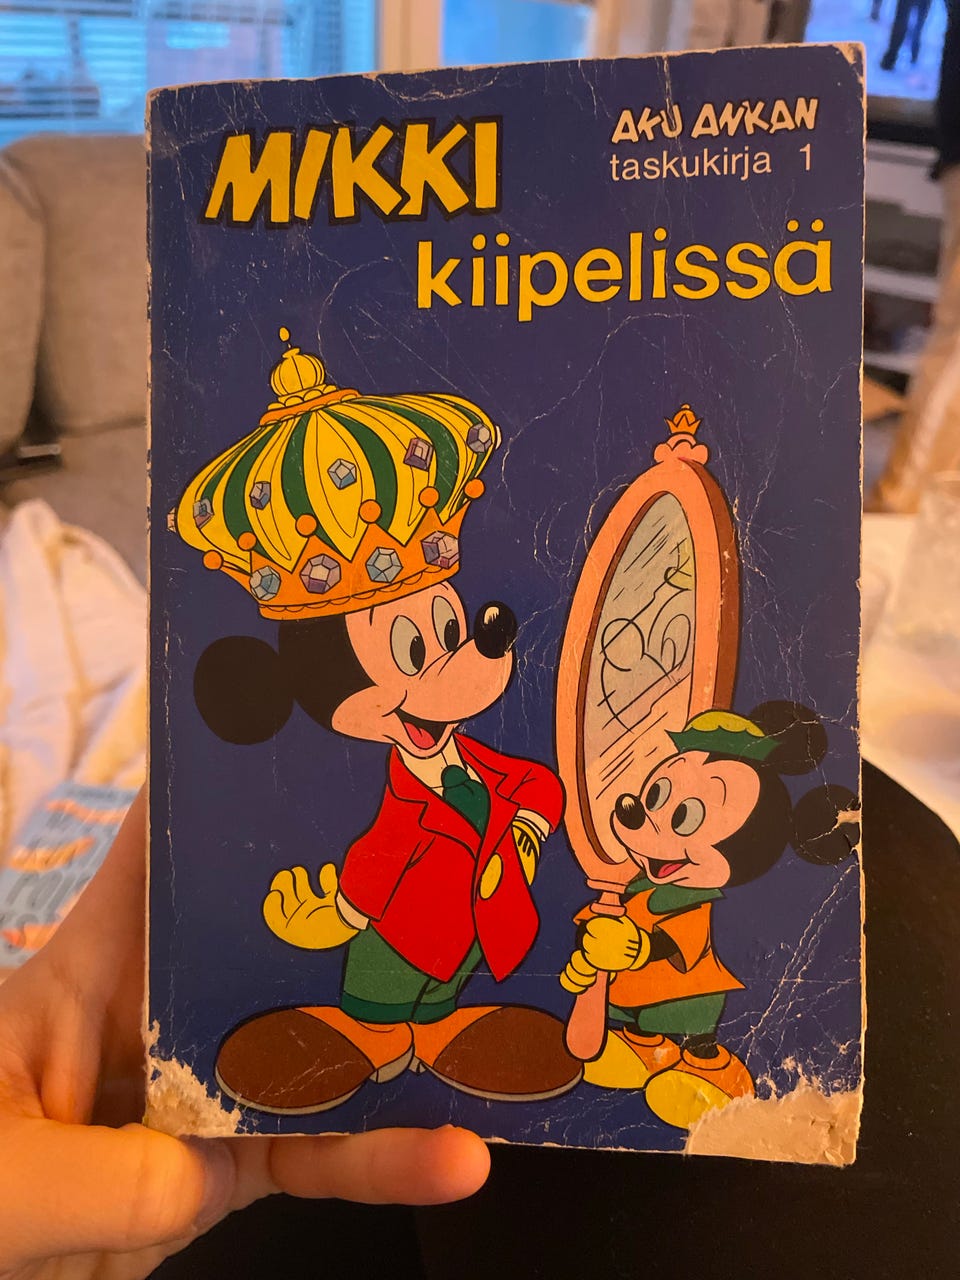 MIKKI
kiipelissä
AKU ANKAN
taskukirja 1